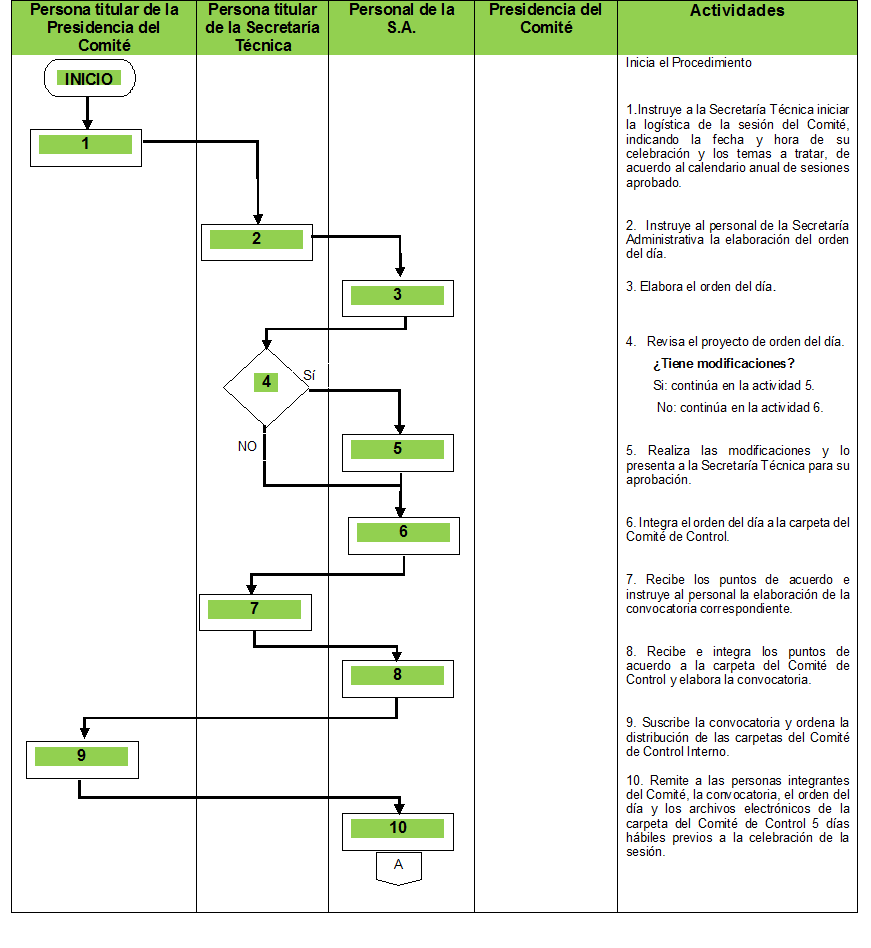 Persona titular de la
Presidencia del
Comité
Persona titular
de la Secretaría
Técnica
Personal de la
S.A.
Presidencia del
Comité
Actividades
INICIO
1
2
3
4
Sí
NO
5
6
7
8
9
10
A
Inicia el Procedimiento
1.Instruye a la Secretaría Técnica iniciar
la logística de la sesión del Comité,
indicando la fecha y hora de su
celebración y los temas a tratar, de
acuerdo al calendario anual de sesiones
aprobado.
2. Instruye al personal de la Secretaría
Administrativa la elaboración del orden
del día.
3. Elabora el orden del día.
4. Revisa el proyecto de orden del día.
¿Tiene modificaciones?
Si: continúa en la actividad 5.
No: continúa en la actividad 6.
5. Realiza las modificaciones y lo
presenta a la Secretaría Técnica para su
aprobación.
6. Integra el orden del día a la carpeta del
Comité de Control.
7. Recibe los puntos de acuerdo e
instruye al personal la elaboración de la
convocatoria correspondiente.
8. Recibe e integra los puntos de
acuerdo a la carpeta del Comité de
Control y elabora la convocatoria.
9. Suscribe la convocatoria y ordena la
distribución de las carpetas del Comité
de Control Interno.
10. Remite a las personas integrantes
del Comité, la convocatoria, el orden del
día y los archivos electrónicos de la
carpeta del Comité de Control 5 días
hábiles previos a la celebración de la
sesión.